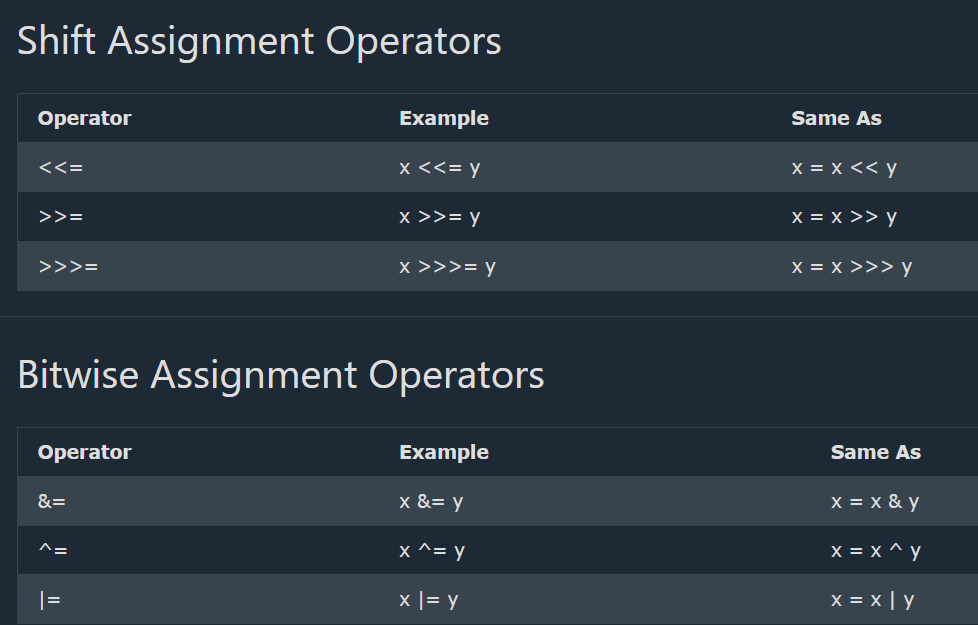 Shift Assignment Operators
Operator Example Same As
<<= x <<= y x = x << y
>>= x >>= y x = x >> y
>>>= x >>>= y x = x >>> y
Bitwise Assignment Operators
Operator Example Same As
&= x &= y x = x & y
^= x ^= y x = x ^ y
|= x |= y x = x | y